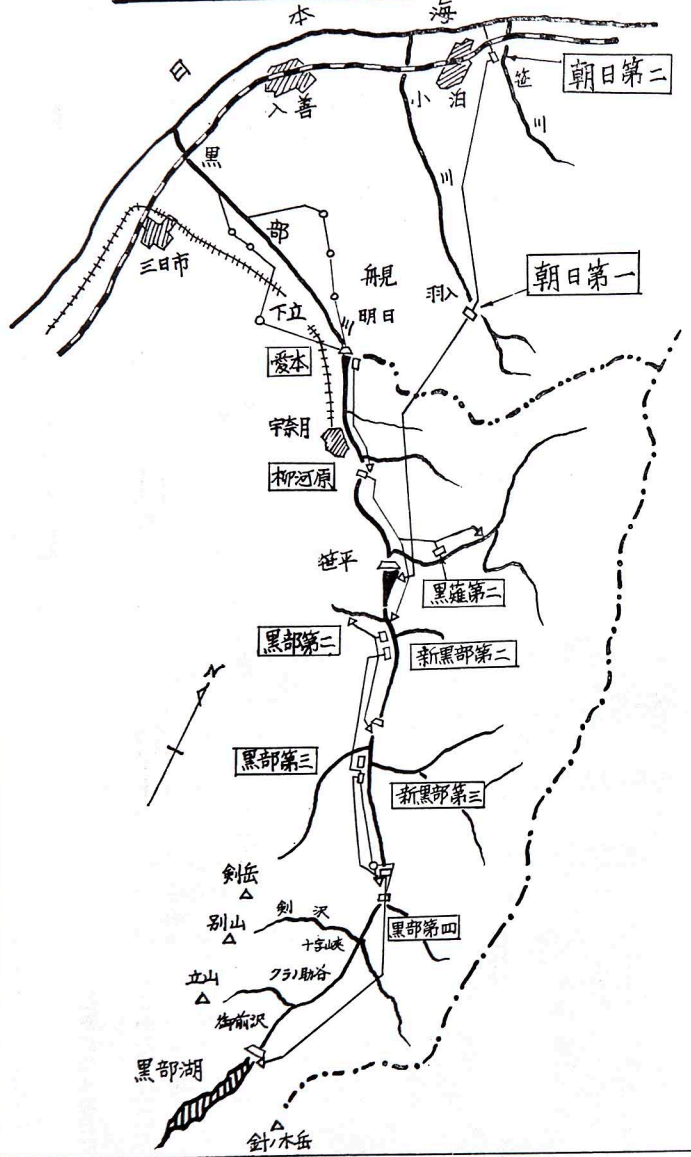 日本海
入善
小川
泊
笹川
朝日第二
黒部川
三日市
下立
舟見
明日
羽入
朝日第一
愛本
宇奈月
柳河原
笹平
黒薙第二
黒部第二
新黒部第二
N
黒部第三
新黒部第三
剣岳
剣沢
別山
十字峡
黒部第四
立山
クラノ助谷
御前沢
黒部湖
針ノ木岳